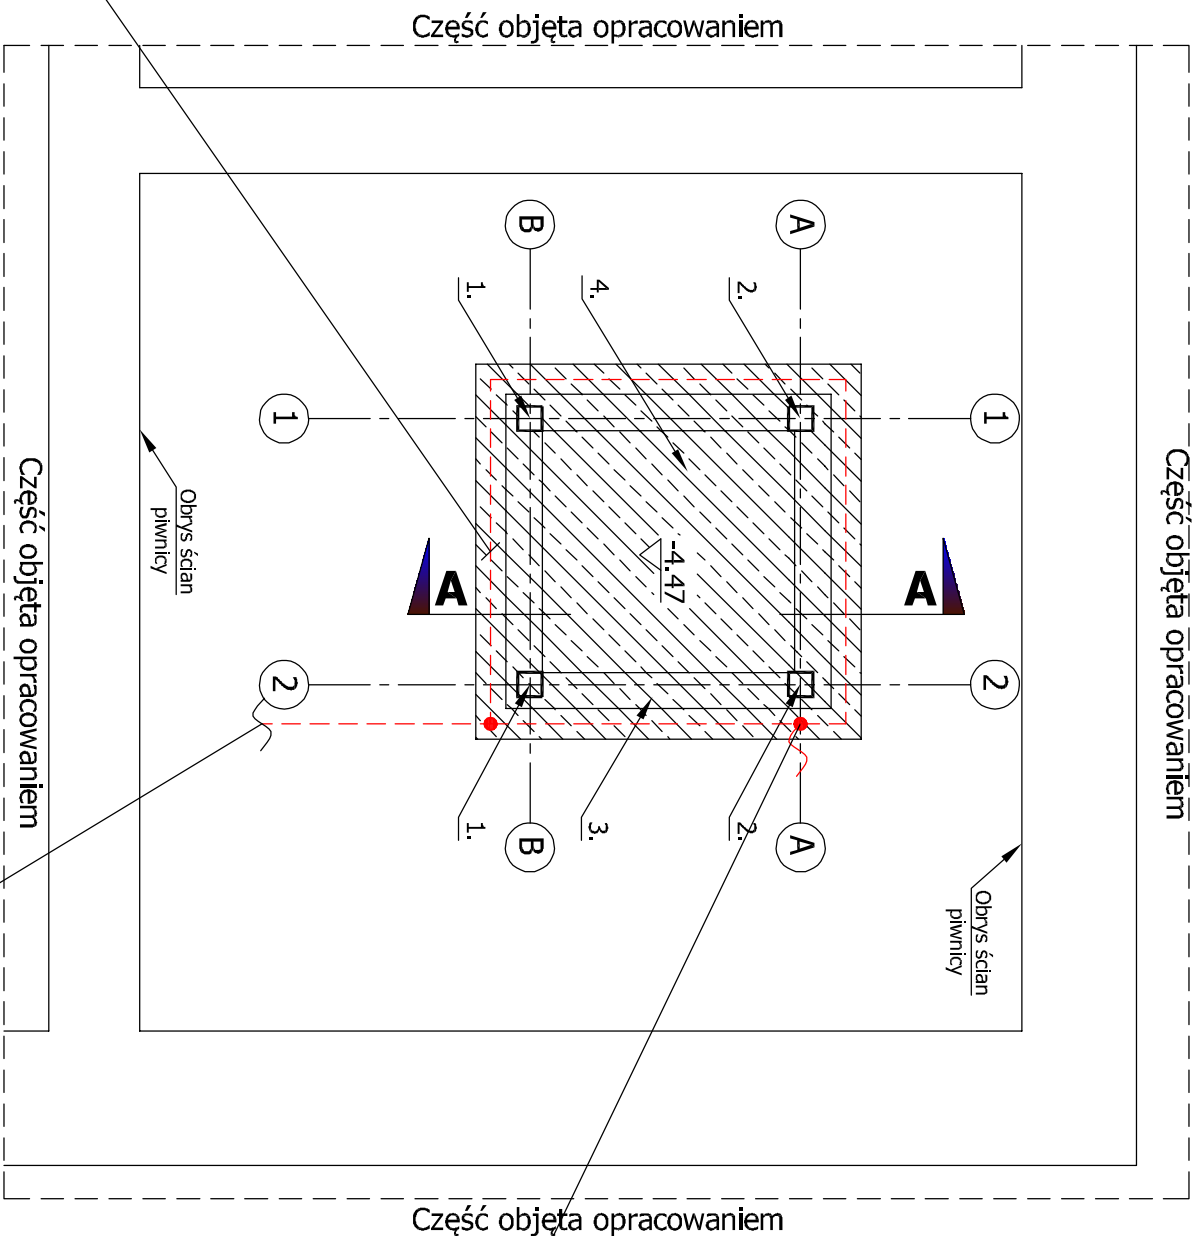 Część objęta opracowaniem
B
A
1.
4.
2.
1
1
Część objęta opracowaniem
Obrys ścian
piwnicy
-4.47
A
A
Część objęta opracowaniem
2
2
1.
3.
2.
B
A
Obrys ścian
piwnicy
Część objęta opracowaniem